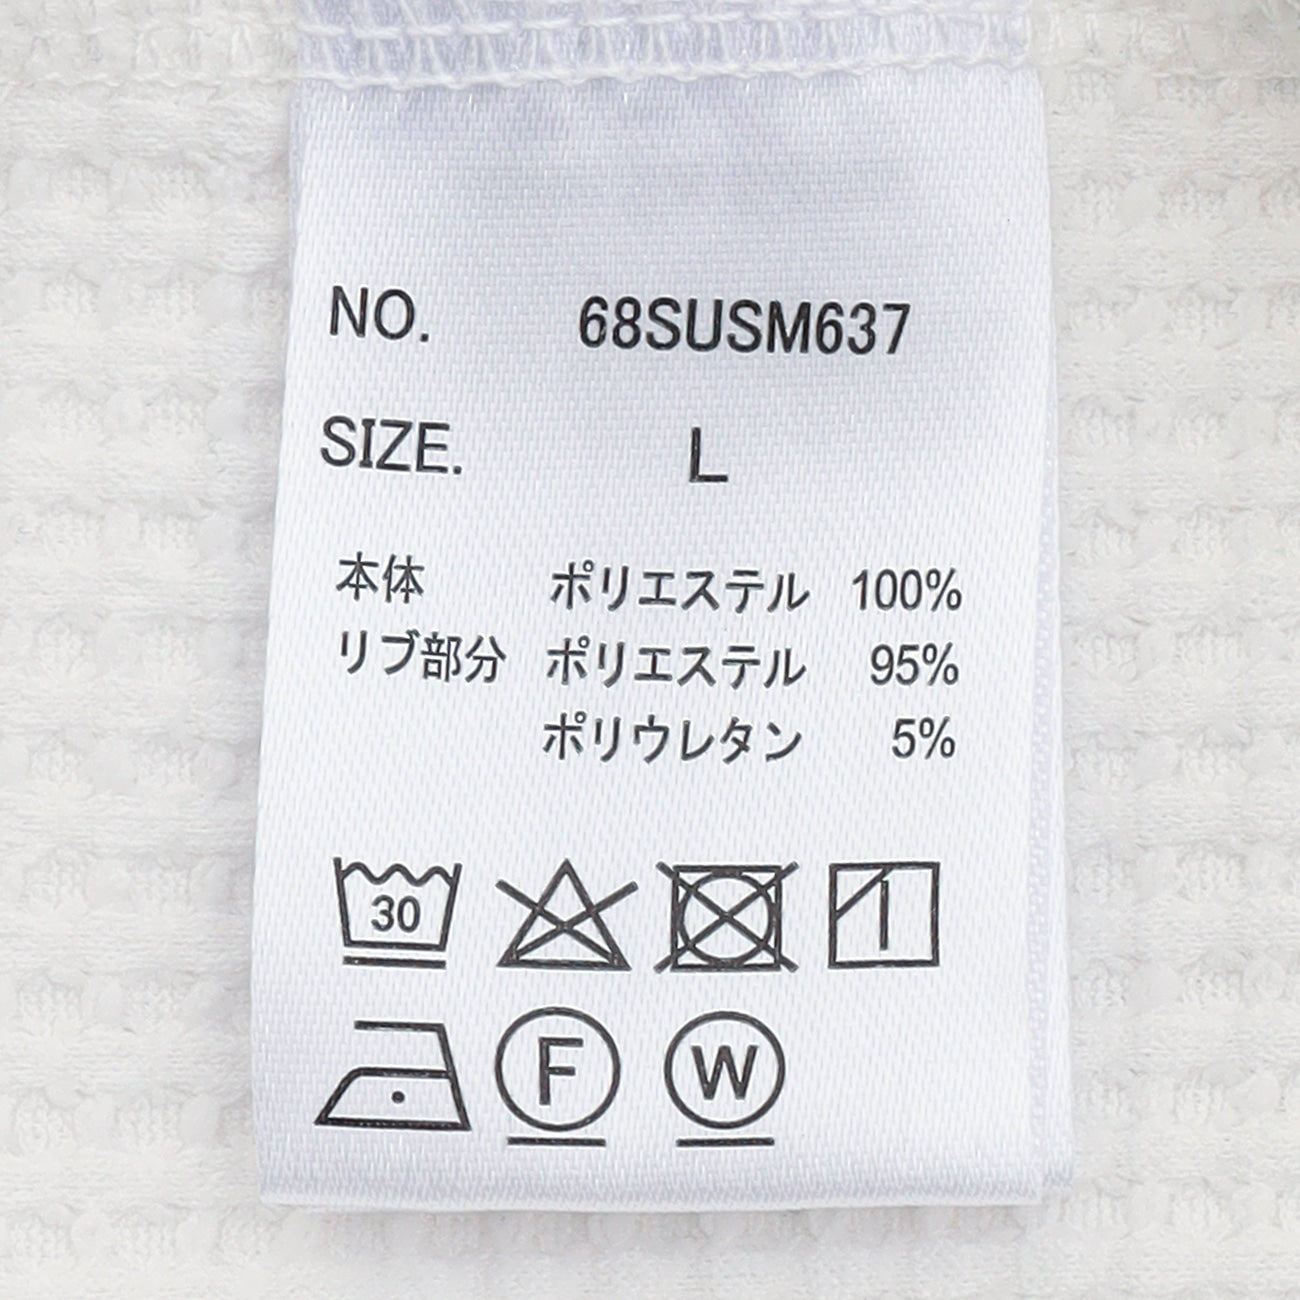 NO. 68SUSM637
SIZE. L
本体 ポリエステル 100%
リブ部分 ポリエステル 95%
ポリウレタン 5%
30
F W